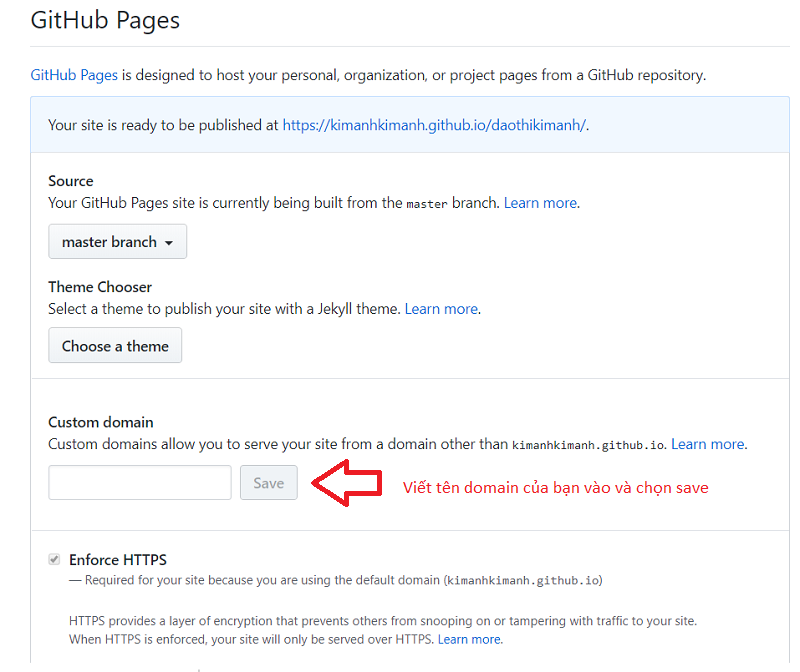 GitHub Pages
GitHub Pages is designed to host your personal, organization, or project pages from a GitHub repository.
Your site is ready to be published at https://kimanhkimanh.github.io/daothikimanh/.
Source
Your GitHub Pages site is currently being built from the master branch. Learn more.
master branch
Theme Chooser
Select a theme to publish your site with a Jekyll theme. Learn more.
Choose a theme
Custom domain
Custom domains allow you to serve your site from a domain other than kimanhkimanh.github.io. Learn more.
Save
Viết tên domain của bạn vào và chọn save
Enforce HTTPS
— Required for your site because you are using the default domain (kimanhkimanh.github.io)
HTTPS provides a layer of encryption that prevents others from snooping on or tampering with traffic to your site.
When HTTPS is enforced, your site will only be served over HTTPS. Learn more.